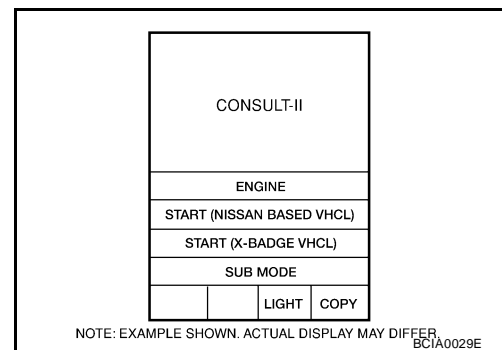 CONSULT-II
ENGINE
START (NISSAN BASED VHCL)
START (X-BADGE VHCL)
SUB MODE
LIGHT COPY
NOTE: EXAMPLE SHOWN. ACTUAL DISPLAY MAY DIFFER.
BCIA0029E